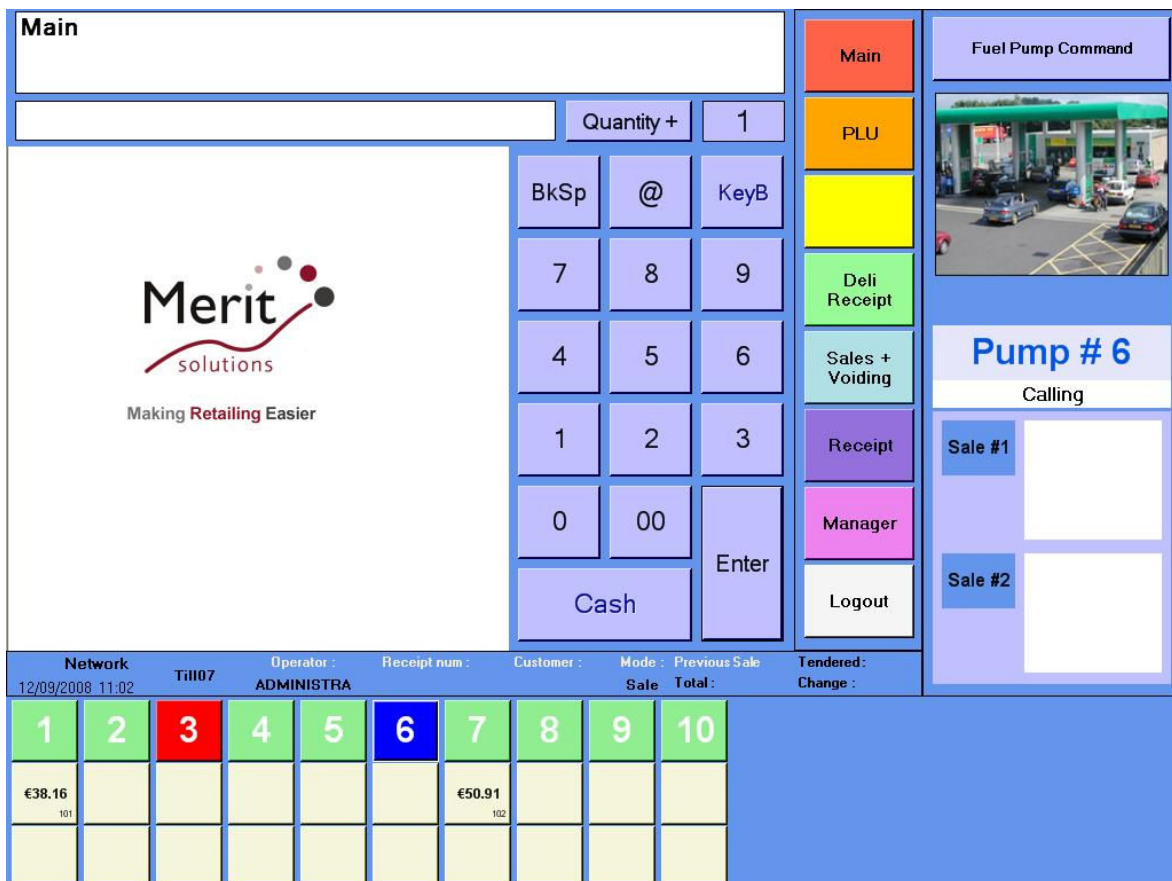 Main
Quantity +
1
BkSp
@
KeyB
7
8
9
4
5
6
1
2
3
0
00
Enter
Cash
Merit
solutions
Making Retailing Easier
Main
PLU
Deli
Receipt
Sales +
Voiding
Receipt
Manager
Logout
Fuel Pump Command
Pump # 6
Calling
Sale #1
Sale #2
Network
12/09/2008 11:02
Till07
Operator :
ADMINISTRA
Receipt num :
Customer :
Mode :
Sale
Previous Sale
Total :
Tendered :
Change :
1
2
3
4
5
6
7
8
9
10
€38.16
101
€50.91
102